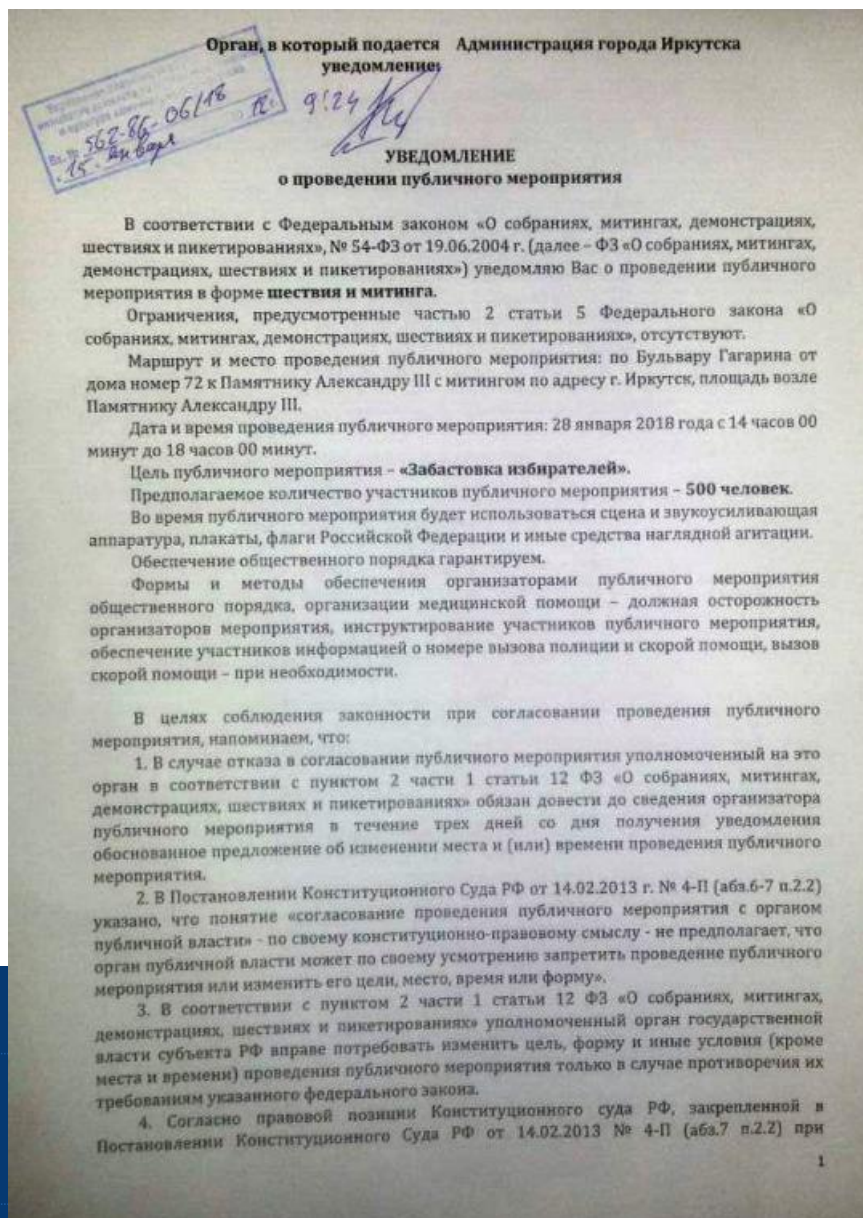 Орган, в который подается Администрация города Иркутска
уведомление:
562-86-06/18
15 января
9:24
УВЕДОМЛЕНИЕ
о проведении публичного мероприятия
В соответствии с Федеральным законом «О собраниях, митингах, демонстрациях,
шествиях и пикетированиях», № 54-ФЗ от 19.06.2004 г. (далее – ФЗ «О собраниях, митингах,
демонстрациях, шествиях и пикетированиях») уведомляю Вас о проведении публичного
мероприятия в форме шествия и митинга.
Ограничения, предусмотренные частью 2 статьи 5 Федерального закона «О
собраниях, митингах, демонстрациях, шествиях и пикетированиях», отсутствуют.
Маршрут и место проведения публичного мероприятия: по Бульвару Гагарина от
дома номер 72 к Памятнику Александру III с митингом по адресу г. Иркутск, площадь возле
Памятнику Александру III.
Дата и время проведения публичного мероприятия: 28 января 2018 года с 14 часов 00
минут до 18 часов 00 минут.
Цель публичного мероприятия – «Забастовка избирателей».
Предполагаемое количество участников публичного мероприятия – 500 человек.
Во время публичного мероприятия будет использоваться сцена и звукоусиливающая
аппаратура, плакаты, флаги Российской Федерации и иные средства наглядной агитации.
Обеспечение общественного порядка гарантируем.
Формы и методы обеспечения организаторами публичного мероприятия
общественного порядка, организации медицинской помощи – должная осторожность
организаторов мероприятия, инструктирование участников публичного мероприятия,
обеспечение участников информацией о номере вызова полиции и скорой помощи, вызов
скорой помощи – при необходимости.
В целях соблюдения законности при согласовании проведения публичного
мероприятия, напоминаем, что:
1. В случае отказа в согласовании публичного мероприятия уполномоченный на это
орган в соответствии с пунктом 2 части 1 статьи 12 ФЗ «О собраниях, митингах,
демонстрациях, шествиях и пикетированиях» обязан довести до сведения организатора
публичного мероприятия в течение трех дней со дня получения уведомления
обоснованное предложение об изменении места и (или) времени проведения публичного
мероприятия.
2. В Постановлении Конституционного Суда РФ от 14.02.2013 г. № 4-П (абз.6-7 п.2.2)
указано, что понятие «согласование проведения публичного мероприятия с органом
публичной власти» - по своему конституционно-правовому смыслу - не предполагает, что
орган публичной власти может по своему усмотрению запретить проведение публичного
мероприятия или изменить его цели, место, время или форму».
3. В соответствии с пунктом 2 части 1 статьи 12 ФЗ «О собраниях, митингах,
демонстрациях, шествиях и пикетированиях» уполномоченный орган государственной
власти субъекта РФ вправе потребовать изменить цель, форму и иные условия (кроме
места и времени) проведения публичного мероприятия только в случае противоречия их
требованиям указанного федерального закона.
4. Согласно правовой позиции Конституционного суда РФ, закрепленной в
Постановлении Конституционного Суда РФ от 14.02.2013 № 4-П (абз.7 п.2.2) при
1